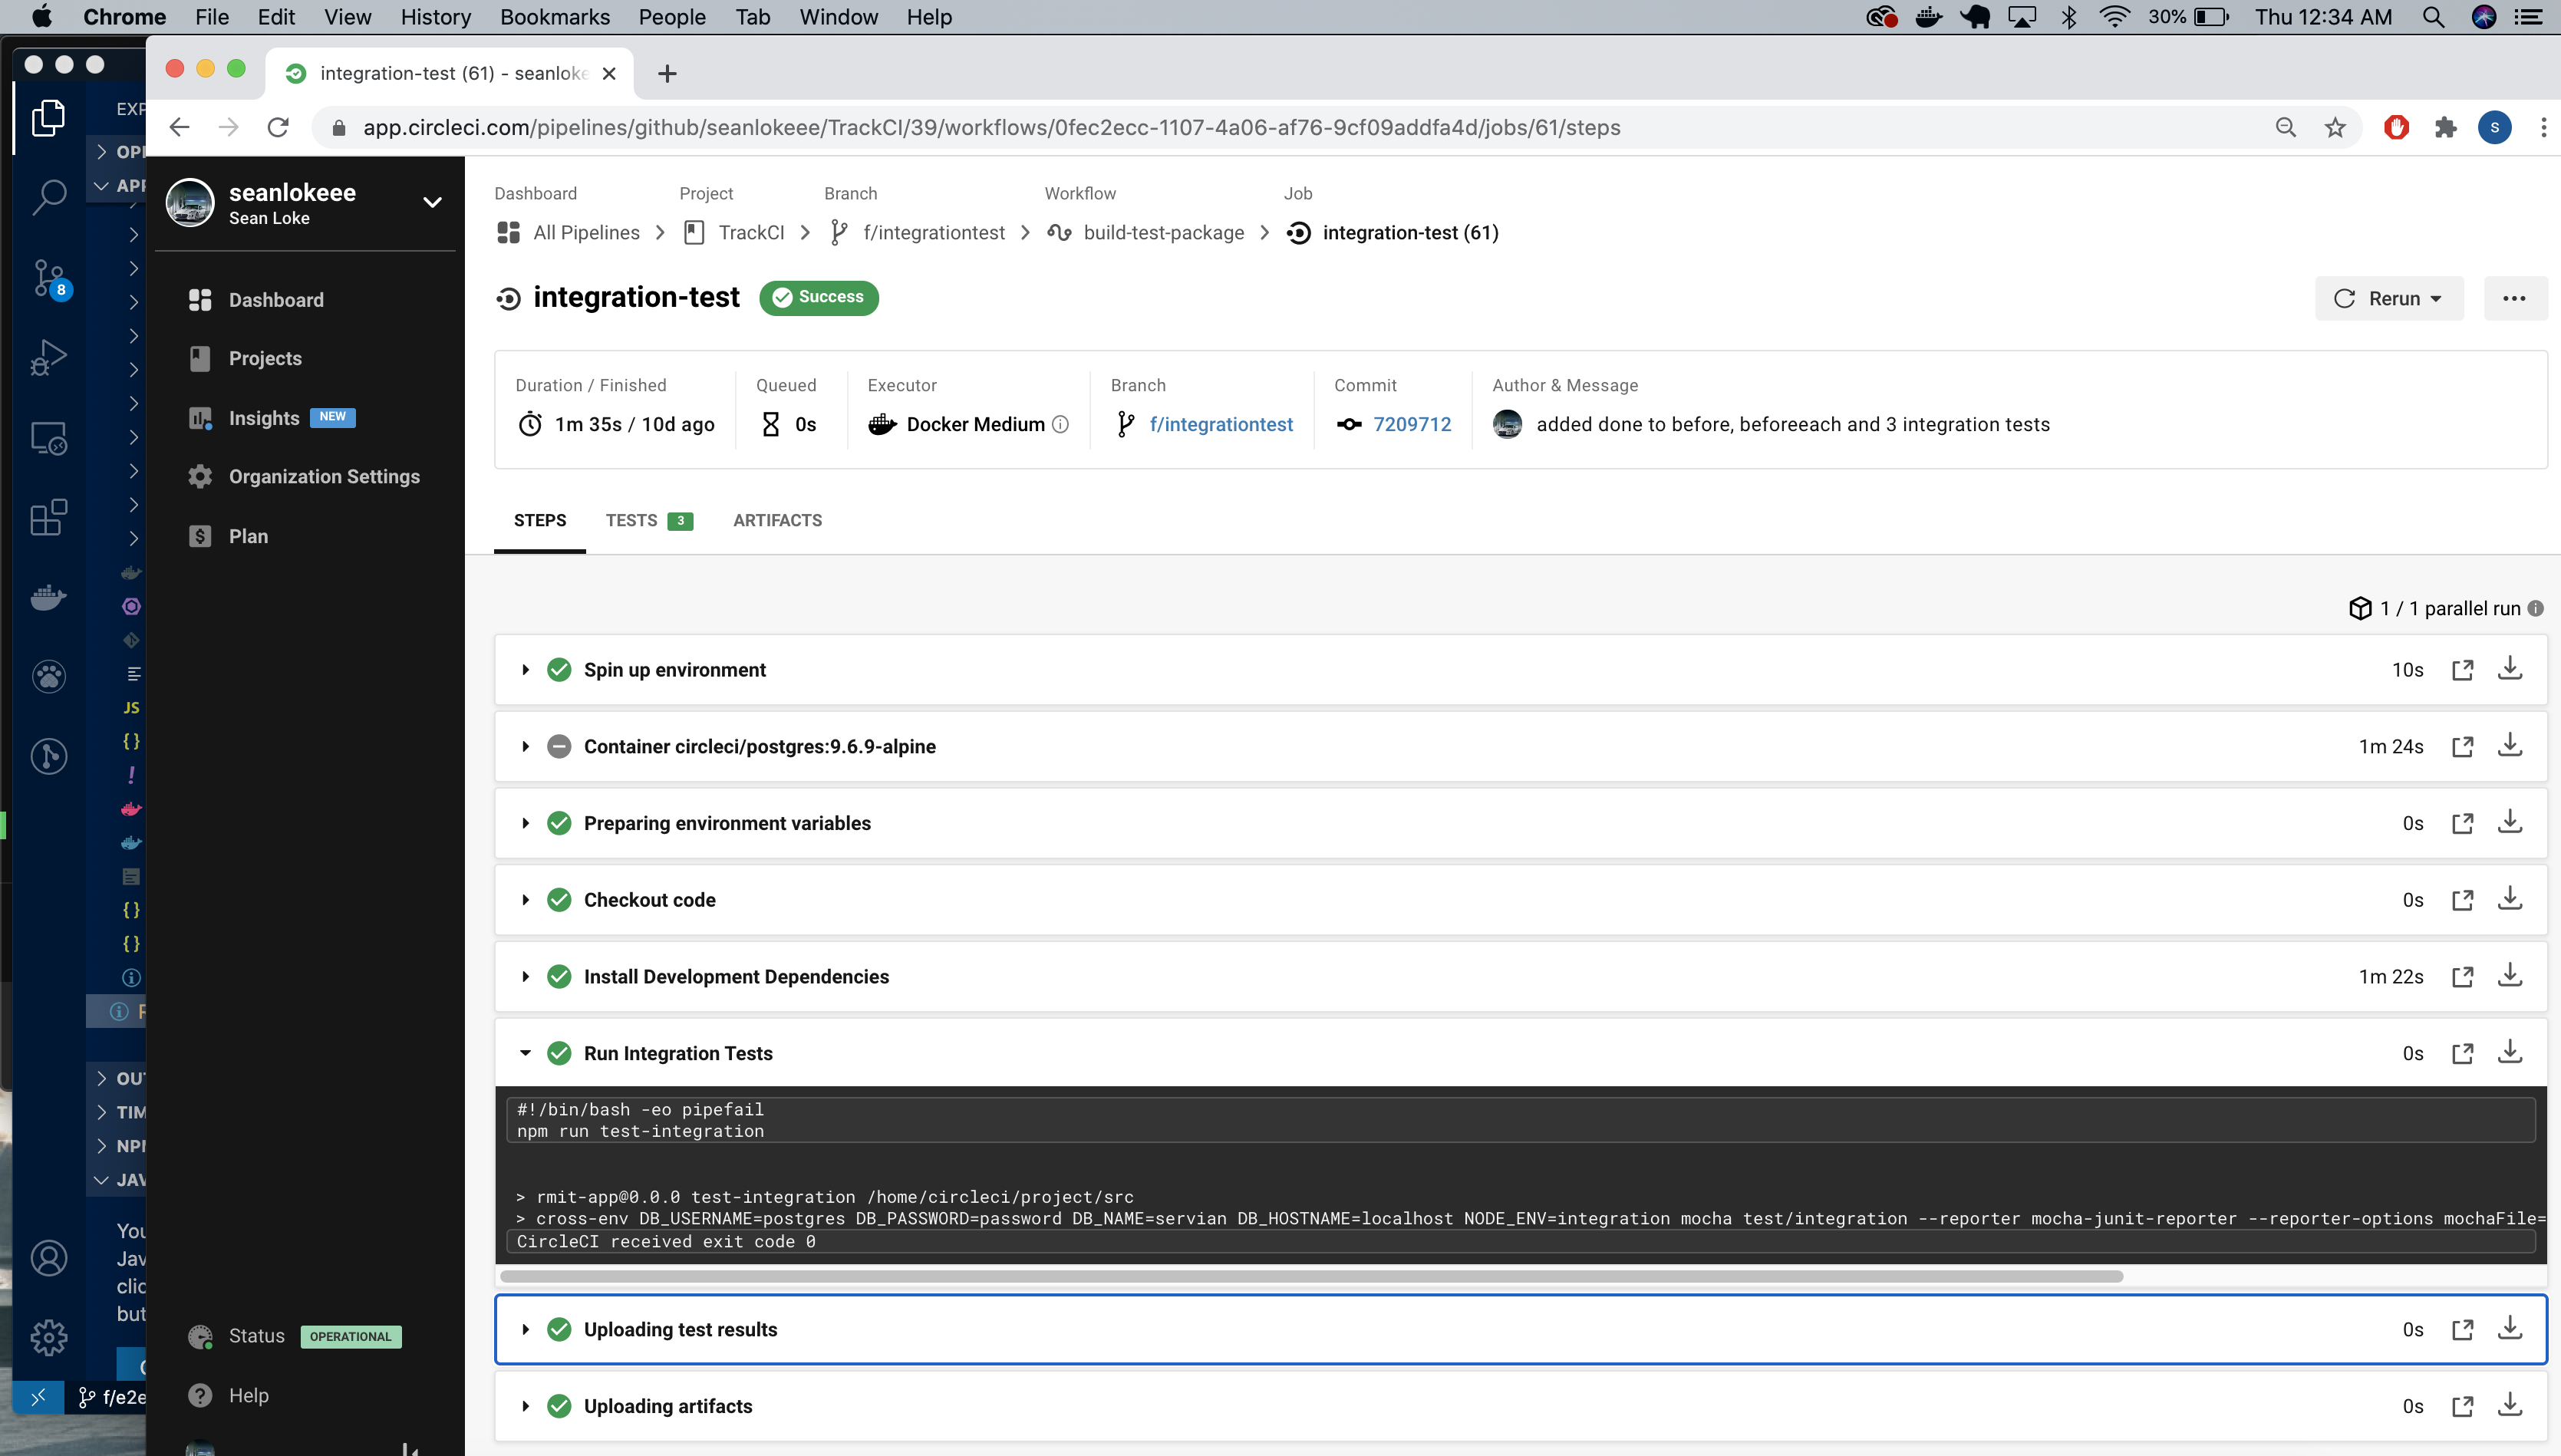 Chrome File Edit View History Bookmarks People Tab Window Help 30% Thu 12:34 AM
integration-test (61) - seanloke
app.circleci.com/pipelines/github/seanlokeee/TrackCI/39/workflows/0fec2ecc-1107-4a06-af76-9cf09addfa4d/jobs/61/steps
S
EXP
OPE
APP
8
JS
OUT
TIM
NPM
JAV
You
Jav
clic
but
f/e2e
seanlokeee
Sean Loke
Dashboard
Projects
Insights NEW
Organization Settings
Plan
Status OPERATIONAL
Help
Dashboard Project Branch Workflow Job
All Pipelines TrackCI f/integrationtest build-test-package integration-test (61)
integration-test Success
Rerun
Duration / Finished Queued Executor Branch Commit Author & Message
1m 35s / 10d ago 0s Docker Medium f/integrationtest 7209712 added done to before, beforeeach and 3 integration tests
STEPS TESTS 3 ARTIFACTS
1 / 1 parallel run
Spin up environment 10s
Container circleci/postgres:9.6.9-alpine 1m 24s
Preparing environment variables 0s
Checkout code 0s
Install Development Dependencies 1m 22s
Run Integration Tests 0s
#!/bin/bash -eo pipefail
npm run test-integration
> rmit-app@0.0.0 test-integration /home/circleci/project/src
> cross-env DB_USERNAME=postgres DB_PASSWORD=password DB_NAME=servian DB_HOSTNAME=localhost NODE_ENV=integration mocha test/integration --reporter mocha-junit-reporter --reporter-options mochaFile=
CircleCI received exit code 0
Uploading test results 0s
Uploading artifacts 0s